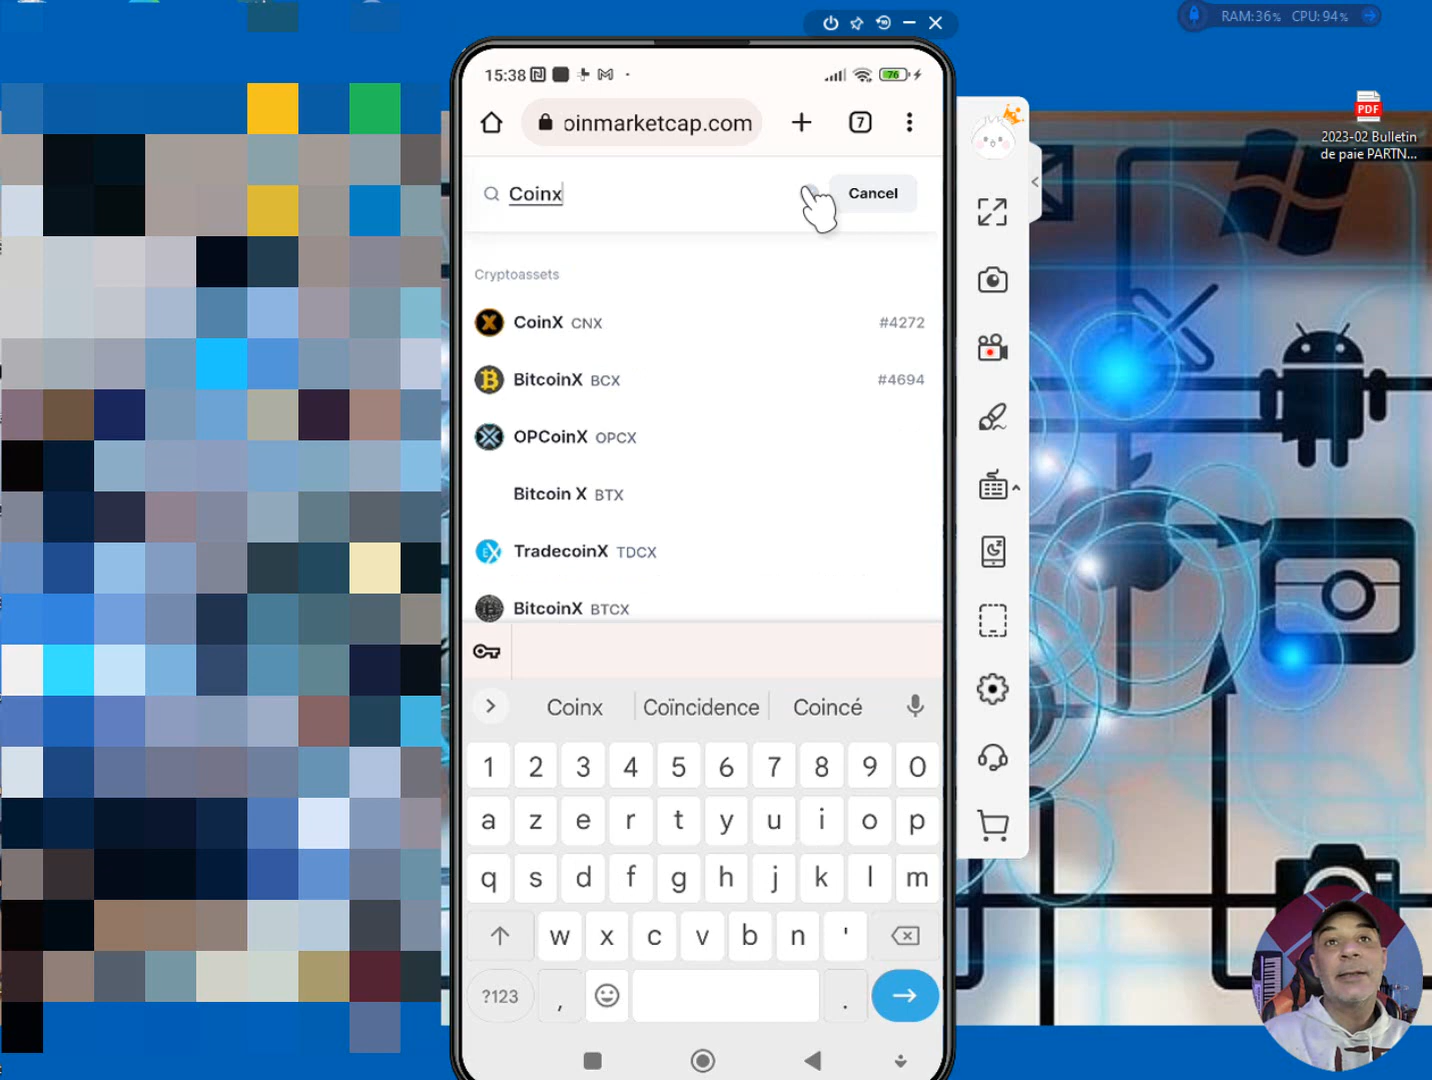 RAM:36% CPU:94%
15:38
76
oinmarketcap.com
7
Coinx
Cancel
Cryptoassets
CoinX CNX #4272
BitcoinX BCX #4694
OPCoinX OPCX
Bitcoin X BTX
TradecoinX TDCX
BitcoinX BTCX
Coinx Coïncidence Coincé
1 2 3 4 5 6 7 8 9 0
a z e r t y u i o p
q s d f g h j k l m
w x c v b n '
?123 , .
PDF
2023-02 Bulletin
de paie PARTN...